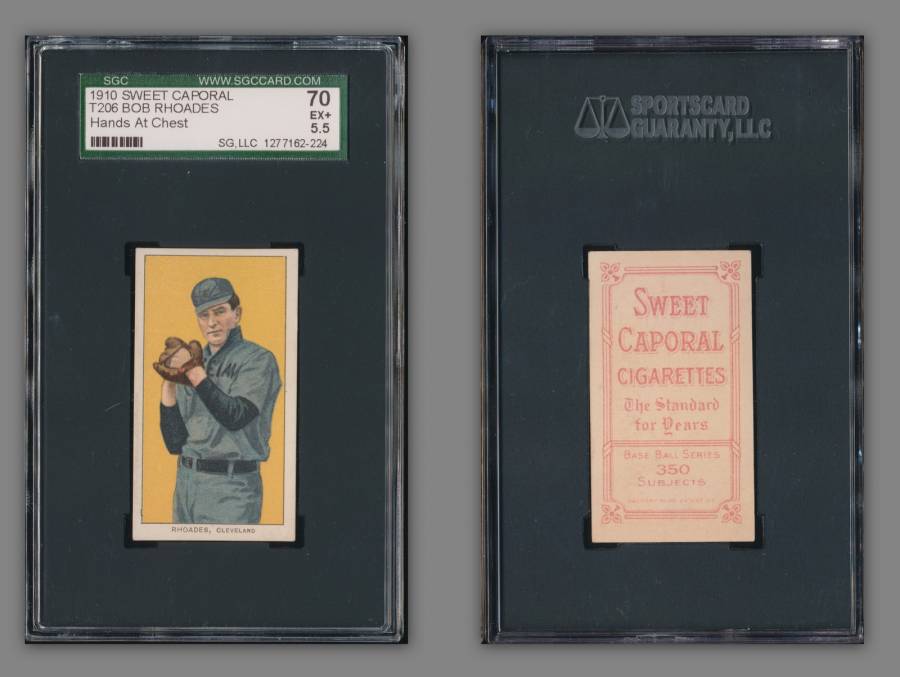 SGC WWW.SGCCARD.COM
1910 SWEET CAPORAL 70
T206 BOB RHOADES EX+
Hands At Chest 5.5
SG,LLC 1277162-224
RHOADES, CLEVELAND
SPORTSCARD
GUARANTY, LLC
SWEET
CAPORAL
CIGARETTES
The Standard
for Years
BASE BALL SERIES
350
SUBJECTS